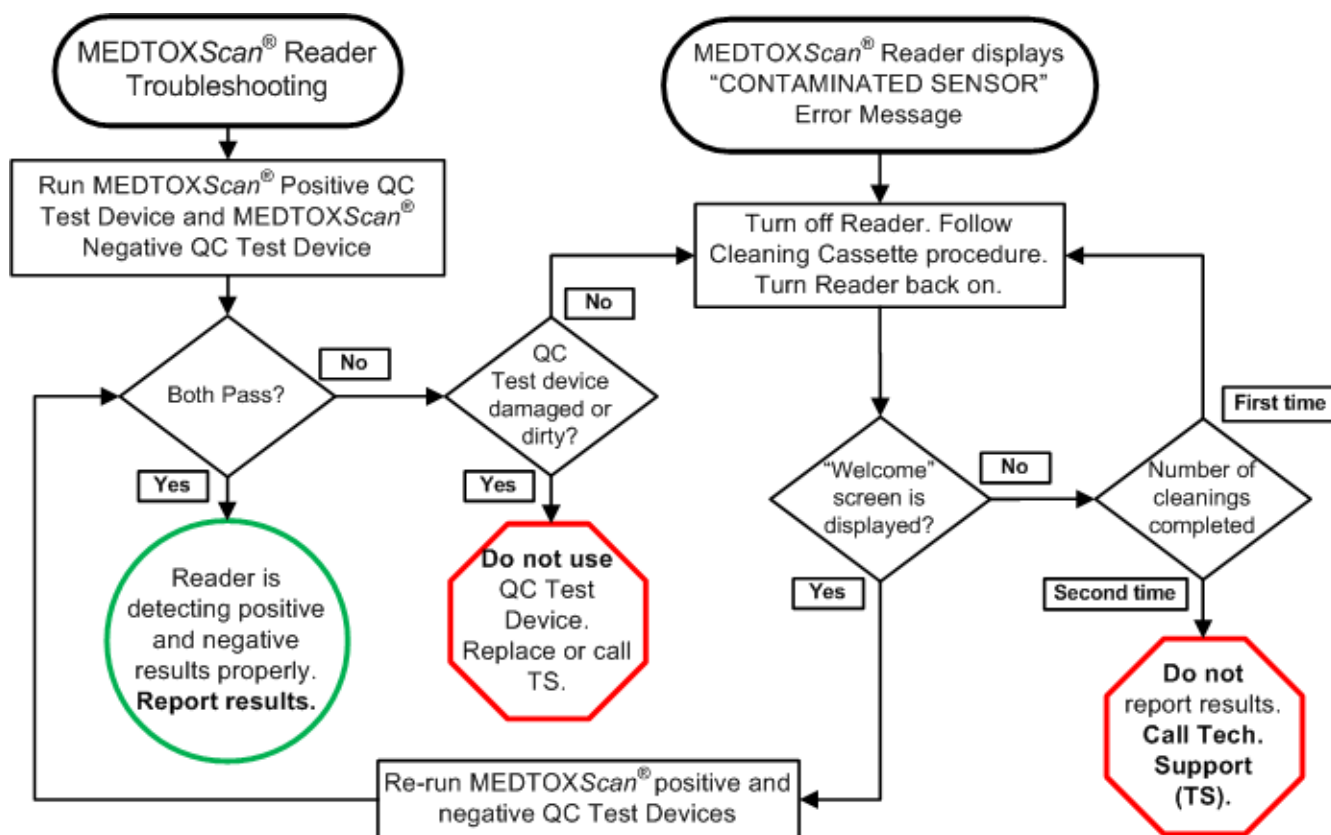 MEDTOXScan® Reader
Troubleshooting
Run MEDTOXScan® Positive QC
Test Device and MEDTOXScan®
Negative QC Test Device
Both Pass?
No
Yes
Reader is
detecting positive
and negative
results properly.
Report results.
QC
Test device
damaged or
dirty?
No
Yes
Do not use
QC Test
Device.
Replace or call
TS.
MEDTOXScan® Reader displays
“CONTAMINATED SENSOR”
Error Message
Turn off Reader. Follow
Cleaning Cassette procedure.
Turn Reader back on.
“Welcome”
screen is
displayed?
No
Yes
First time
Number of
cleanings
completed
Second time
Do not
report results.
Call Tech.
Support
(TS).
Re-run MEDTOXScan® positive and
negative QC Test Devices